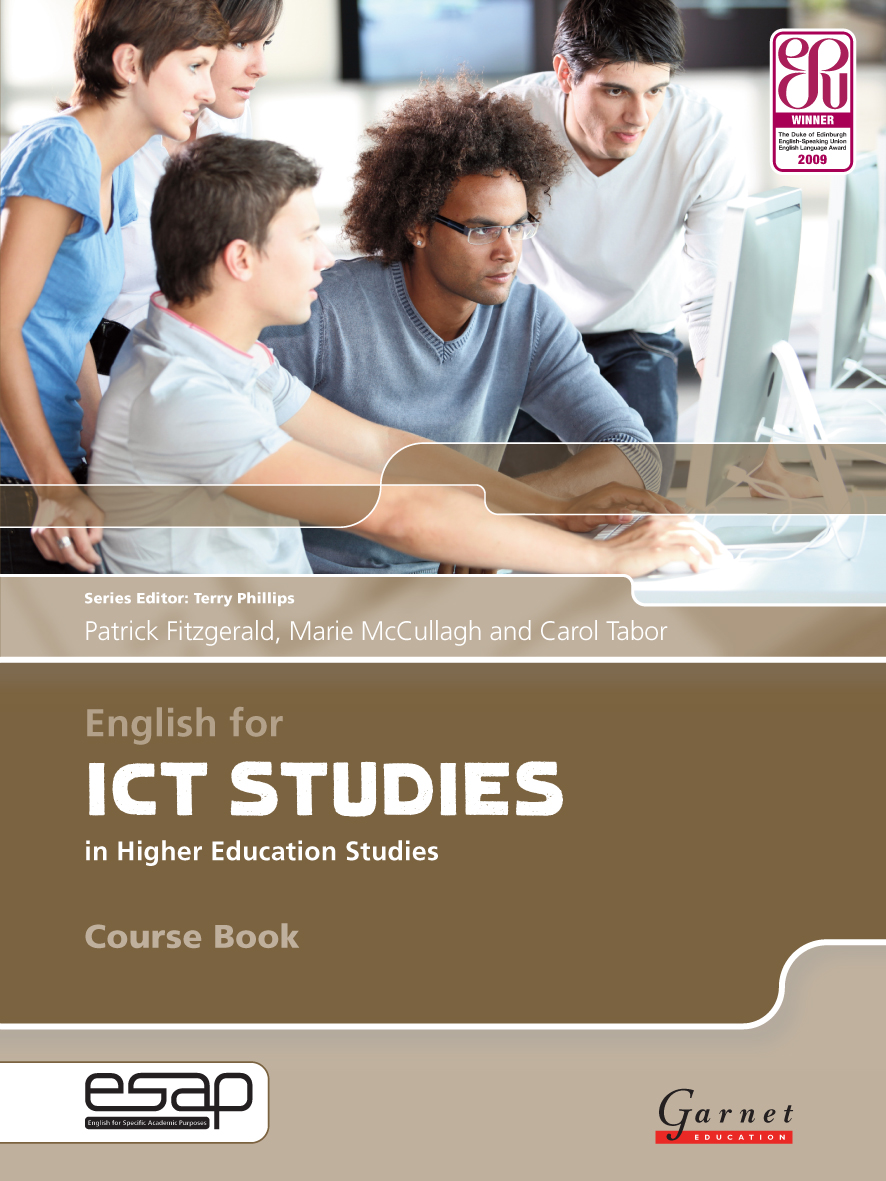 WINNER
The Duke of Edinburgh
English-Speaking Union
English Language Award
2009
Series Editor: Terry Phillips
Patrick Fitzgerald, Marie McCullagh and Carol Tabor
English for
ICT STUDIES
in Higher Education Studies
Course Book
esap
English for Specific Academic Purposes
Garnet
EDUCATION